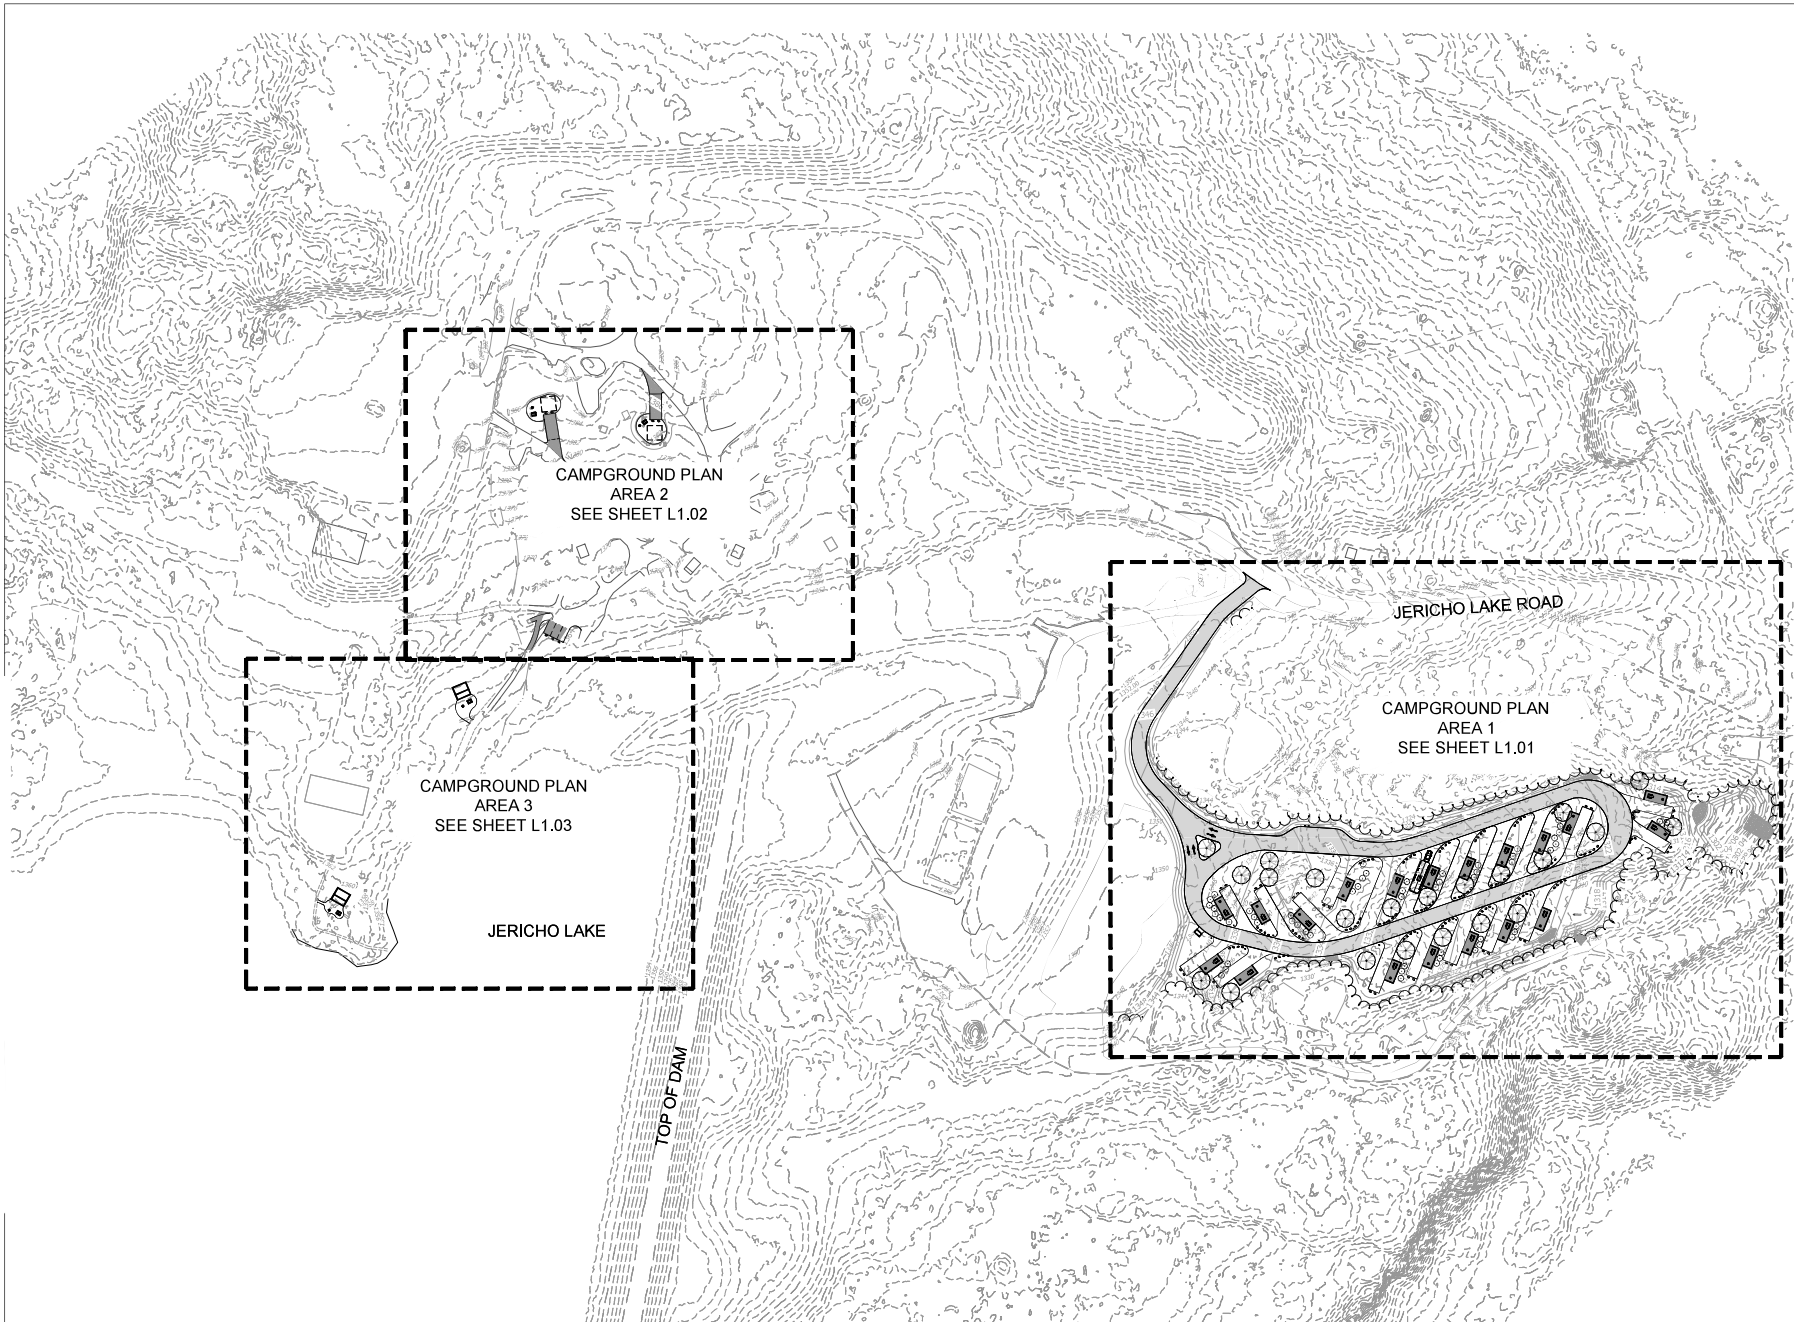 CAMPGROUND PLAN
AREA 2
SEE SHEET L1.02
JERICHO LAKE ROAD
CAMPGROUND PLAN
AREA 1
SEE SHEET L1.01
CAMPGROUND PLAN
AREA 3
SEE SHEET L1.03
JERICHO LAKE
TOP OF DAM